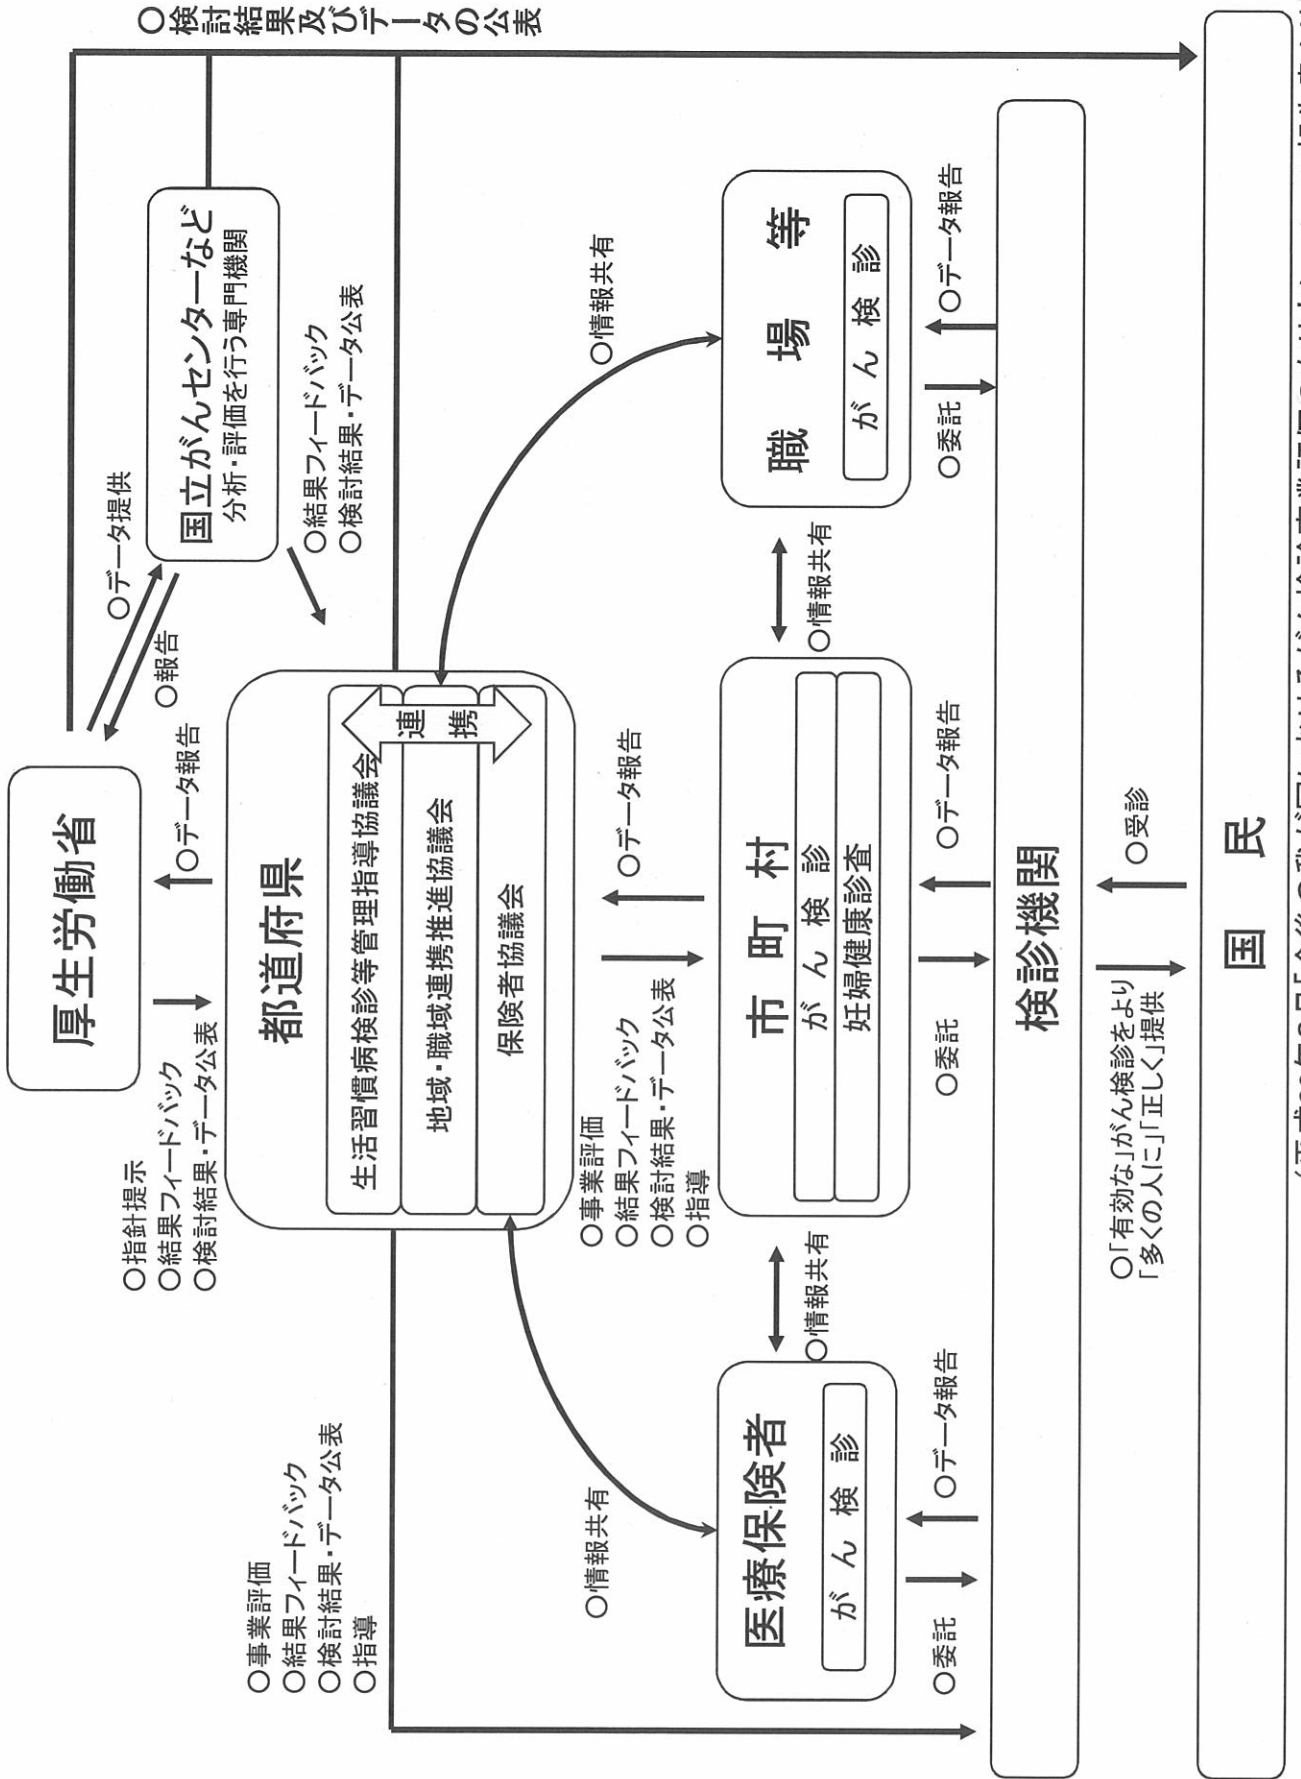 厚生労働省
○指針提示
○結果フィードバック
○検討結果・データ公表
○データ報告
○データ提供
○報告
国立がんセンターなど
分析・評価を行う専門機関
○検討結果及びデータの公表
○結果フィードバック
○検討結果・データ公表
都道府県
生活習慣病検診等管理指導協議会
地域・職域連携推進協議会
保険者協議会
連携
○事業評価
○結果フィードバック
○検討結果・データ公表
○指導
○情報共有
○事業評価
○結果フィードバック
○検討結果・データ公表
○指導
○データ報告
○情報共有
医療保険者
がん検診
○情報共有
市町村
がん検診
妊婦健康診査
○情報共有
職場等
がん検診
○委託
○データ報告
○委託
○データ報告
○委託
○データ報告
検診機関
○「有効な」がん検診をより
「多くの人に」「正しく」提供
○受診
国民